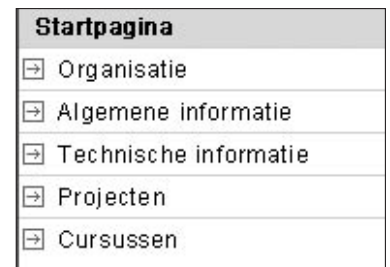 Startpagina
Organisatie
Algemene informatie
Technische informatie
Projecten
Cursussen